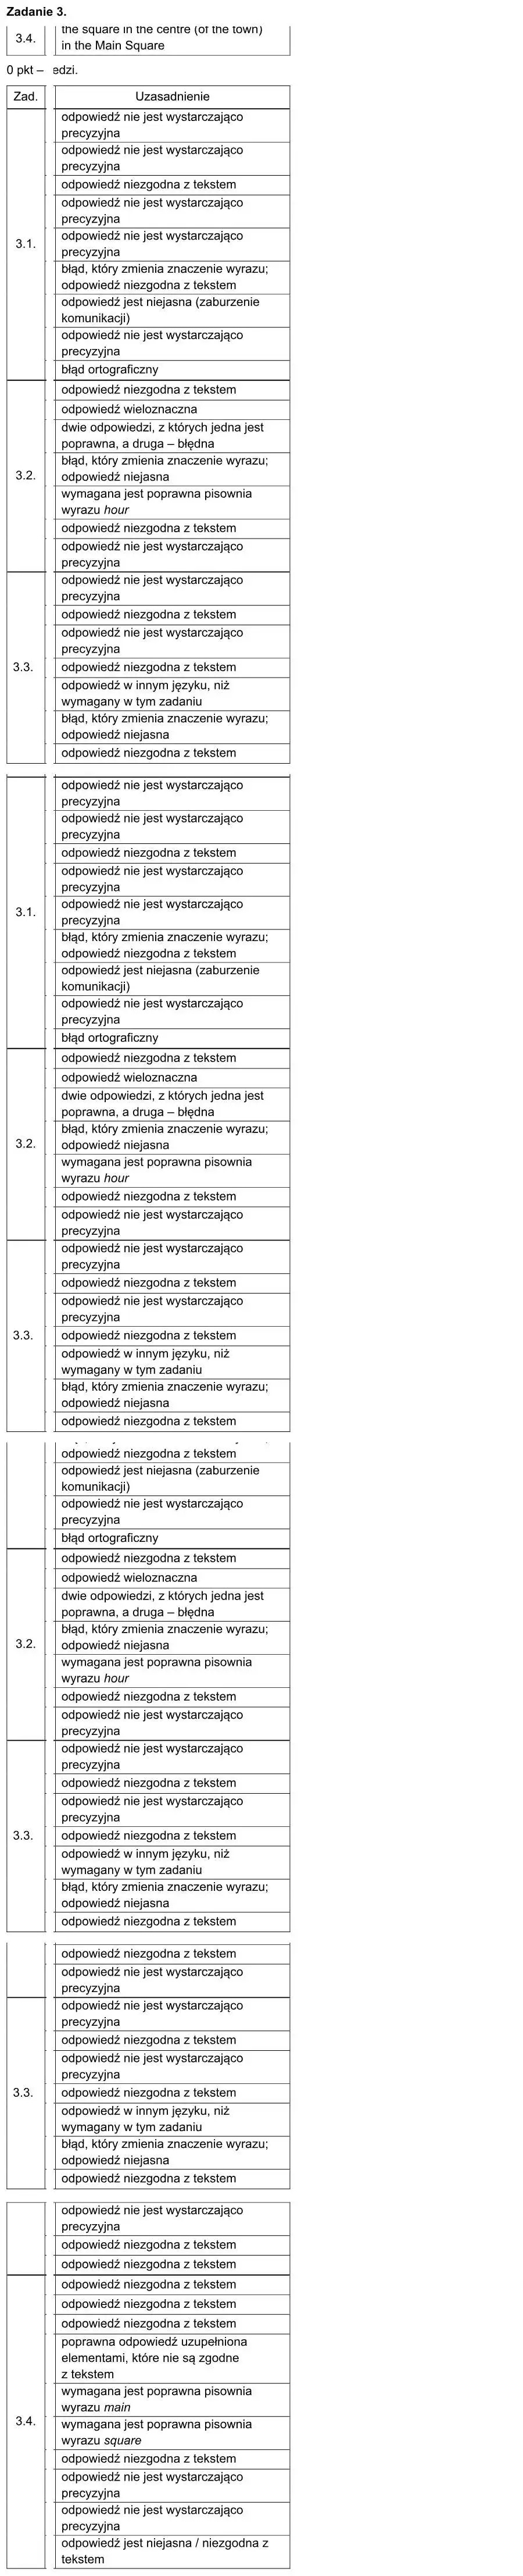 Zadanie 3.
the square in the centre (of the town)
3.4.
in the Main Square
0 pkt – edzi.
Zad. Uzasadnienie
odpowiedź nie jest wystarczająco
precyzyjna
odpowiedź nie jest wystarczająco
precyzyjna
odpowiedź niezgodna z tekstem
odpowiedź nie jest wystarczająco
precyzyjna
3.1.
odpowiedź nie jest wystarczająco
precyzyjna
błąd, który zmienia znaczenie wyrazu;
odpowiedź niezgodna z tekstem
odpowiedź jest niejasna (zaburzenie
komunikacji)
odpowiedź nie jest wystarczająco
precyzyjna
błąd ortograficzny
odpowiedź niezgodna z tekstem
odpowiedź wieloznaczna
dwie odpowiedzi, z których jedna jest
poprawna, a druga – błędna
błąd, który zmienia znaczenie wyrazu;
3.2.
odpowiedź niejasna
wymagana jest poprawna pisownia
wyrazu hour
odpowiedź niezgodna z tekstem
odpowiedź nie jest wystarczająco
precyzyjna
odpowiedź nie jest wystarczająco
precyzyjna
odpowiedź niezgodna z tekstem
odpowiedź nie jest wystarczająco
precyzyjna
3.3.
odpowiedź niezgodna z tekstem
odpowiedź w innym języku, niż
wymagany w tym zadaniu
błąd, który zmienia znaczenie wyrazu;
odpowiedź niejasna
odpowiedź niezgodna z tekstem
odpowiedź nie jest wystarczająco
precyzyjna
odpowiedź nie jest wystarczająco
precyzyjna
odpowiedź niezgodna z tekstem
odpowiedź nie jest wystarczająco
precyzyjna
3.1.
odpowiedź nie jest wystarczająco
precyzyjna
błąd, który zmienia znaczenie wyrazu;
odpowiedź niezgodna z tekstem
odpowiedź jest niejasna (zaburzenie
komunikacji)
odpowiedź nie jest wystarczająco
precyzyjna
błąd ortograficzny
odpowiedź niezgodna z tekstem
odpowiedź wieloznaczna
dwie odpowiedzi, z których jedna jest
poprawna, a druga – błędna
błąd, który zmienia znaczenie wyrazu;
3.2.
odpowiedź niejasna
wymagana jest poprawna pisownia
wyrazu hour
odpowiedź niezgodna z tekstem
odpowiedź nie jest wystarczająco
precyzyjna
odpowiedź nie jest wystarczająco
precyzyjna
odpowiedź niezgodna z tekstem
odpowiedź nie jest wystarczająco
precyzyjna
3.3.
odpowiedź niezgodna z tekstem
odpowiedź w innym języku, niż
wymagany w tym zadaniu
błąd, który zmienia znaczenie wyrazu;
odpowiedź niejasna
odpowiedź niezgodna z tekstem
odpowiedź niezgodna z tekstem
odpowiedź jest niejasna (zaburzenie
komunikacji)
odpowiedź nie jest wystarczająco
precyzyjna
błąd ortograficzny
odpowiedź niezgodna z tekstem
odpowiedź wieloznaczna
dwie odpowiedzi, z których jedna jest
poprawna, a druga – błędna
błąd, który zmienia znaczenie wyrazu;
3.2.
odpowiedź niejasna
wymagana jest poprawna pisownia
wyrazu hour
odpowiedź niezgodna z tekstem
odpowiedź nie jest wystarczająco
precyzyjna
odpowiedź nie jest wystarczająco
precyzyjna
odpowiedź niezgodna z tekstem
odpowiedź nie jest wystarczająco
precyzyjna
3.3.
odpowiedź niezgodna z tekstem
odpowiedź w innym języku, niż
wymagany w tym zadaniu
błąd, który zmienia znaczenie wyrazu;
odpowiedź niejasna
odpowiedź niezgodna z tekstem
odpowiedź niezgodna z tekstem
odpowiedź nie jest wystarczająco
precyzyjna
odpowiedź nie jest wystarczająco
precyzyjna
odpowiedź niezgodna z tekstem
odpowiedź nie jest wystarczająco
precyzyjna
3.3.
odpowiedź niezgodna z tekstem
odpowiedź w innym języku, niż
wymagany w tym zadaniu
błąd, który zmienia znaczenie wyrazu;
odpowiedź niejasna
odpowiedź niezgodna z tekstem
odpowiedź nie jest wystarczająco
precyzyjna
odpowiedź niezgodna z tekstem
odpowiedź niezgodna z tekstem
odpowiedź niezgodna z tekstem
odpowiedź niezgodna z tekstem
odpowiedź niezgodna z tekstem
poprawna odpowiedź uzupełniona
elementami, które nie są zgodne
z tekstem
wymagana jest poprawna pisownia
wyrazu main
3.4.
wymagana jest poprawna pisownia
wyrazu square
odpowiedź niezgodna z tekstem
odpowiedź nie jest wystarczająco
precyzyjna
odpowiedź nie jest wystarczająco
precyzyjna
odpowiedź jest niejasna / niezgodna z
tekstem